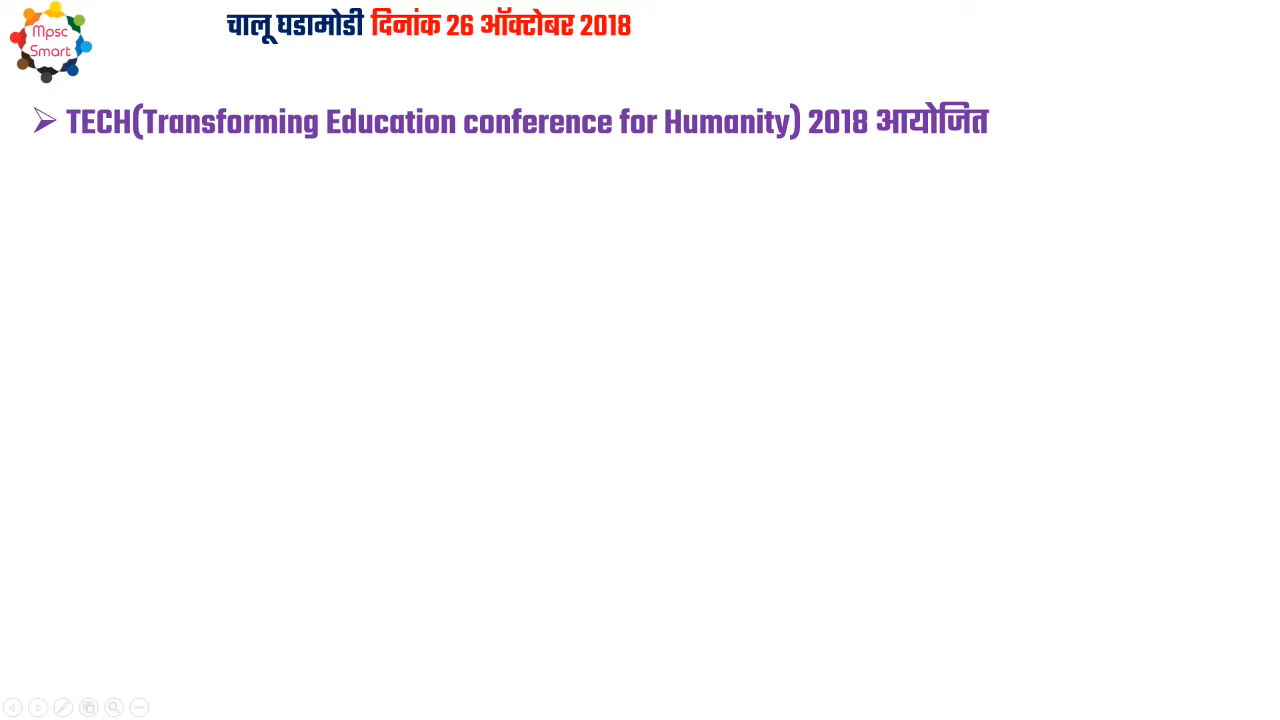 Mpsc
Smart
चालू घडामोडी दिनांक 26 ऑक्टोबर 2018
TECH(Transforming Education conference for Humanity) 2018 आयोजित